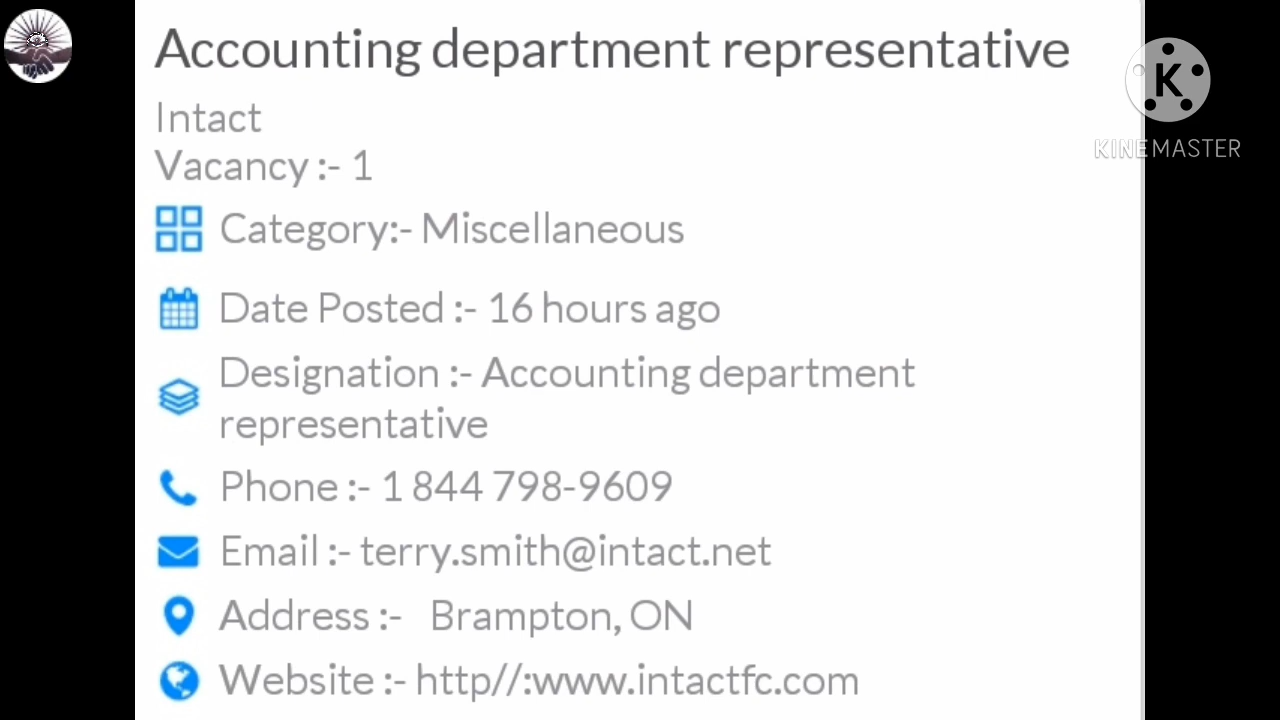 Accounting department representative
Intact
Vacancy :- 1
Category:- Miscellaneous
Date Posted :- 16 hours ago
Designation :- Accounting department
representative
Phone :- 1 844 798-9609
Email :- terry.smith@intact.net
Address :- Brampton, ON
Website :- http//:www.intactfc.com
K
KINEMASTER